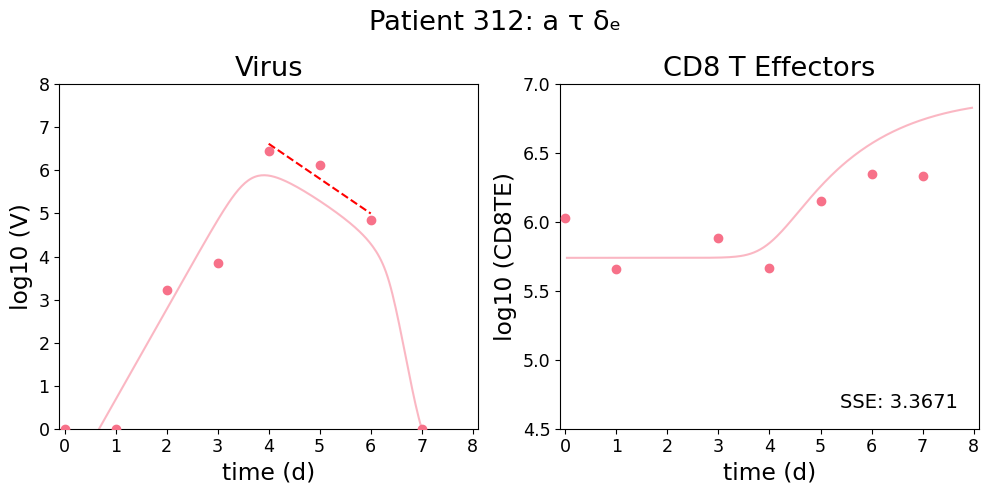 Patient 312: a τ δₑ
Virus
CD8 T Effectors
log10 (V)
8
7
6
5
4
3
2
1
0
0 1 2 3 4 5 6 7 8
time (d)
log10 (CD8TE)
7.0
6.5
6.0
5.5
5.0
4.5
SSE: 3.3671
0 1 2 3 4 5 6 7 8
time (d)